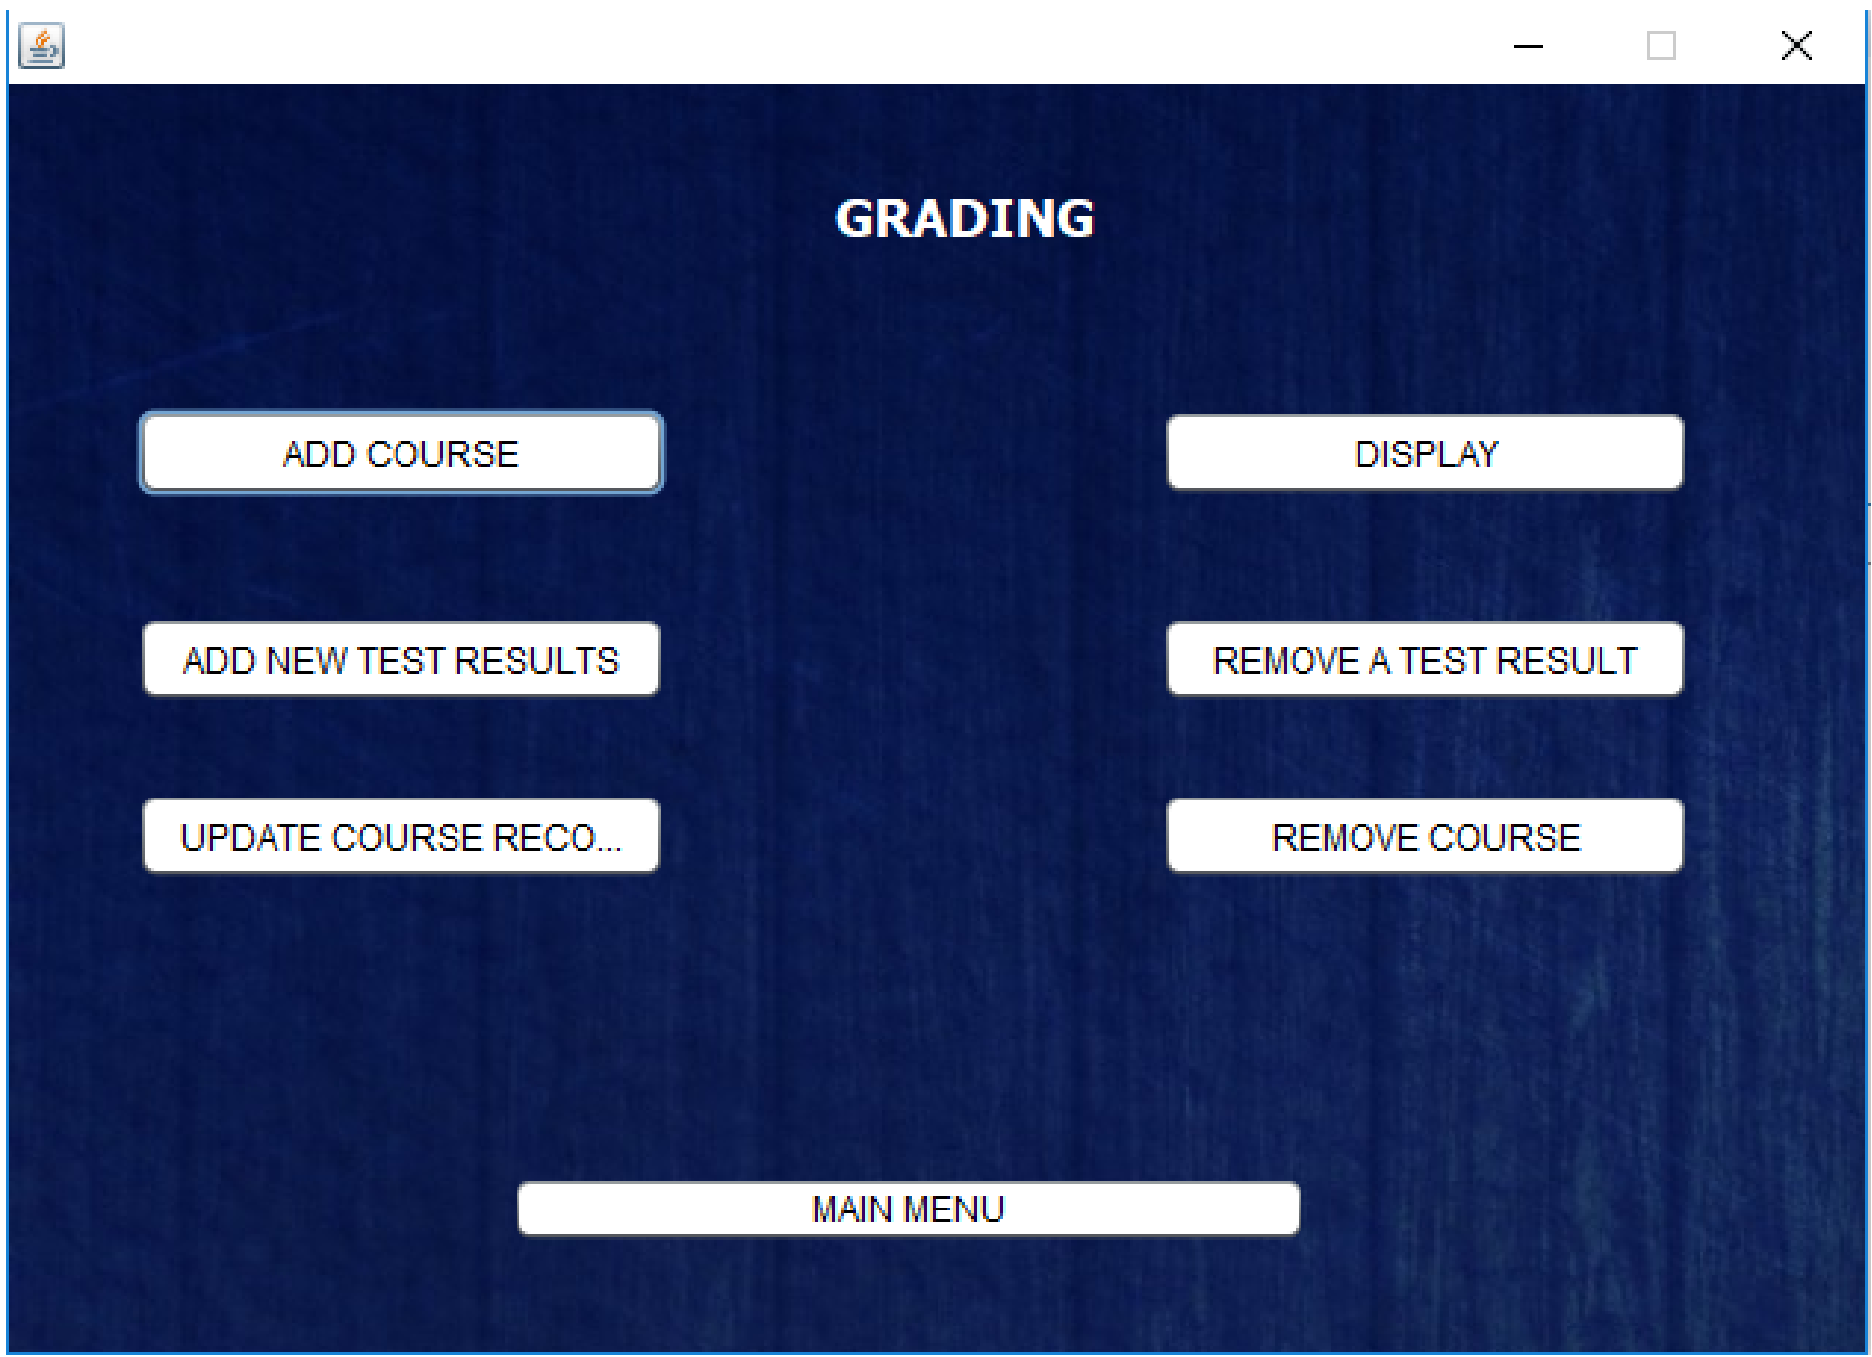 GRADING
ADD COURSE
DISPLAY
ADD NEW TEST RESULTS
REMOVE A TEST RESULT
UPDATE COURSE RECO...
REMOVE COURSE
MAIN MENU